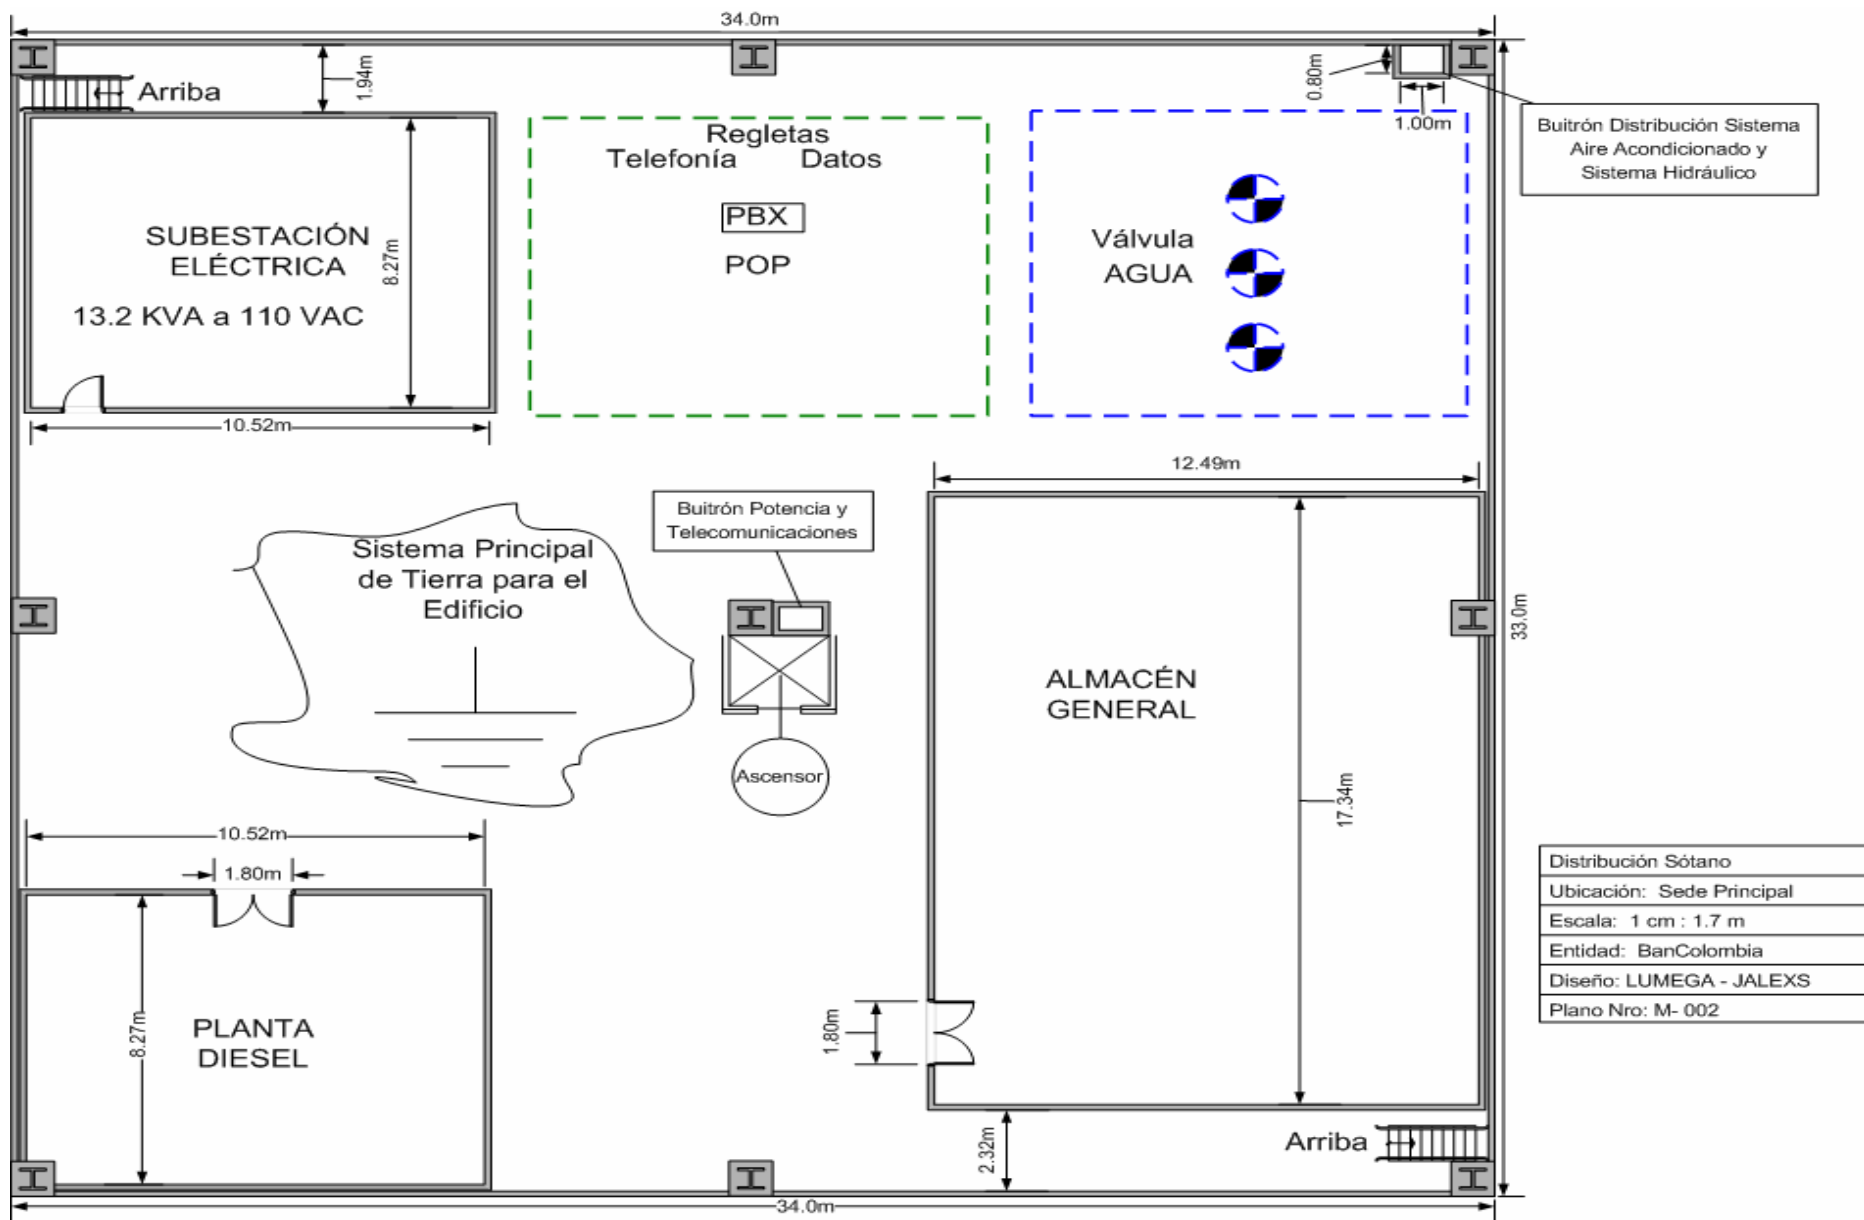 34.0m
Arriba
1.94m
0.80m
1.00m
Buitrón Distribución Sistema
Aire Acondicionado y
Sistema Hidráulico
SUBESTACIÓN
ELÉCTRICA
13.2 KVA a 110 VAC
8.27m
10.52m
Regletas
Telefonía Datos
PBX
POP
Válvula
AGUA
12.49m
Buitrón Potencia y
Telecomunicaciones
Sistema Principal
de Tierra para el
Edificio
33.0m
ALMACÉN
GENERAL
Ascensor
17.34m
10.52m
1.80m
8.27m
PLANTA
DIESEL
1.80m
2.32m
Arriba
34.0m
Distribución Sótano
Ubicación: Sede Principal
Escala: 1 cm : 1.7 m
Entidad: BanColombia
Diseño: LUMEGA - JALEXS
Plano Nro: M- 002